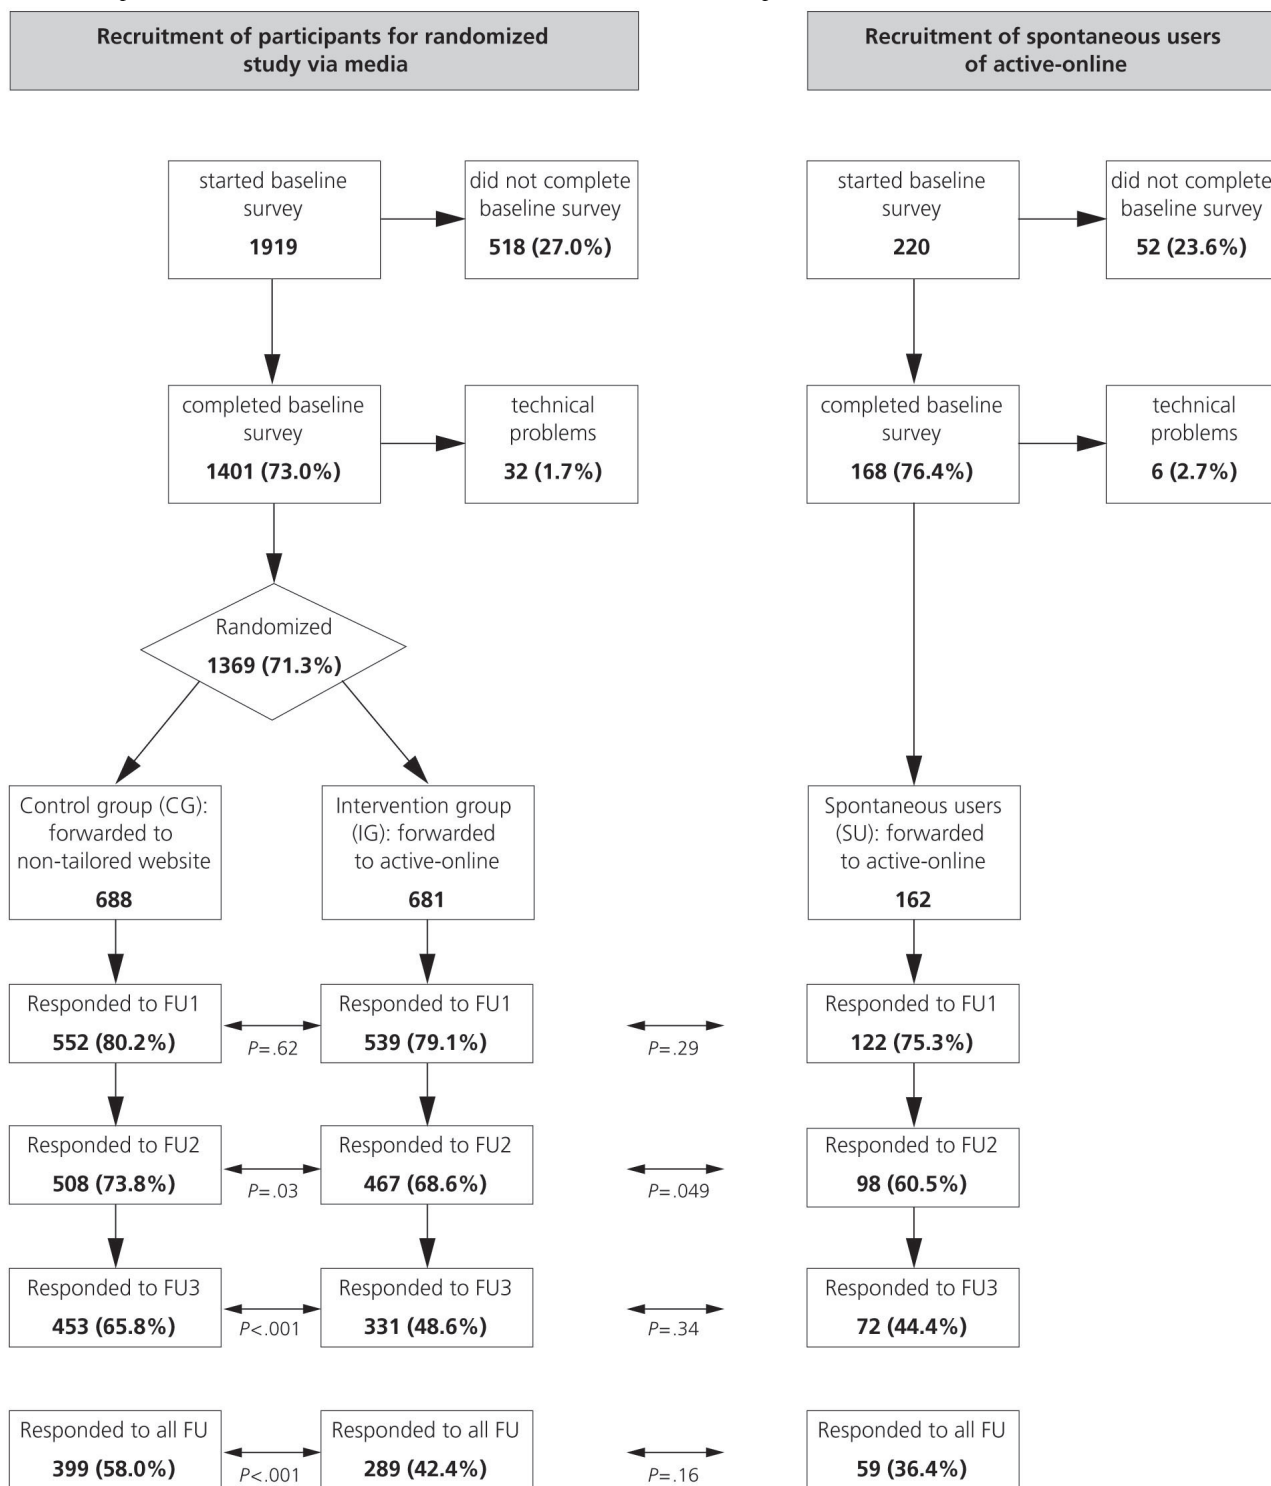 Recruitment of participants for randomized
study via media
Recruitment of spontaneous users
of active-online
started baseline
survey
1919
did not complete
baseline survey
518 (27.0%)
started baseline
survey
220
did not complete
baseline survey
52 (23.6%)
completed baseline
survey
1401 (73.0%)
technical
problems
32 (1.7%)
completed baseline
survey
168 (76.4%)
technical
problems
6 (2.7%)
Randomized
1369 (71.3%)
Control group (CG):
forwarded to
non-tailored website
688
Intervention group
(IG): forwarded
to active-online
681
Spontaneous users
(SU): forwarded
to active-online
162
Responded to FU1
552 (80.2%)
P=.62
Responded to FU1
539 (79.1%)
P=.29
Responded to FU1
122 (75.3%)
Responded to FU2
508 (73.8%)
P=.03
Responded to FU2
467 (68.6%)
P=.049
Responded to FU2
98 (60.5%)
Responded to FU3
453 (65.8%)
P<.001
Responded to FU3
331 (48.6%)
P=.34
Responded to FU3
72 (44.4%)
Responded to all FU
399 (58.0%)
P<.001
Responded to all FU
289 (42.4%)
P=.16
Responded to all FU
59 (36.4%)